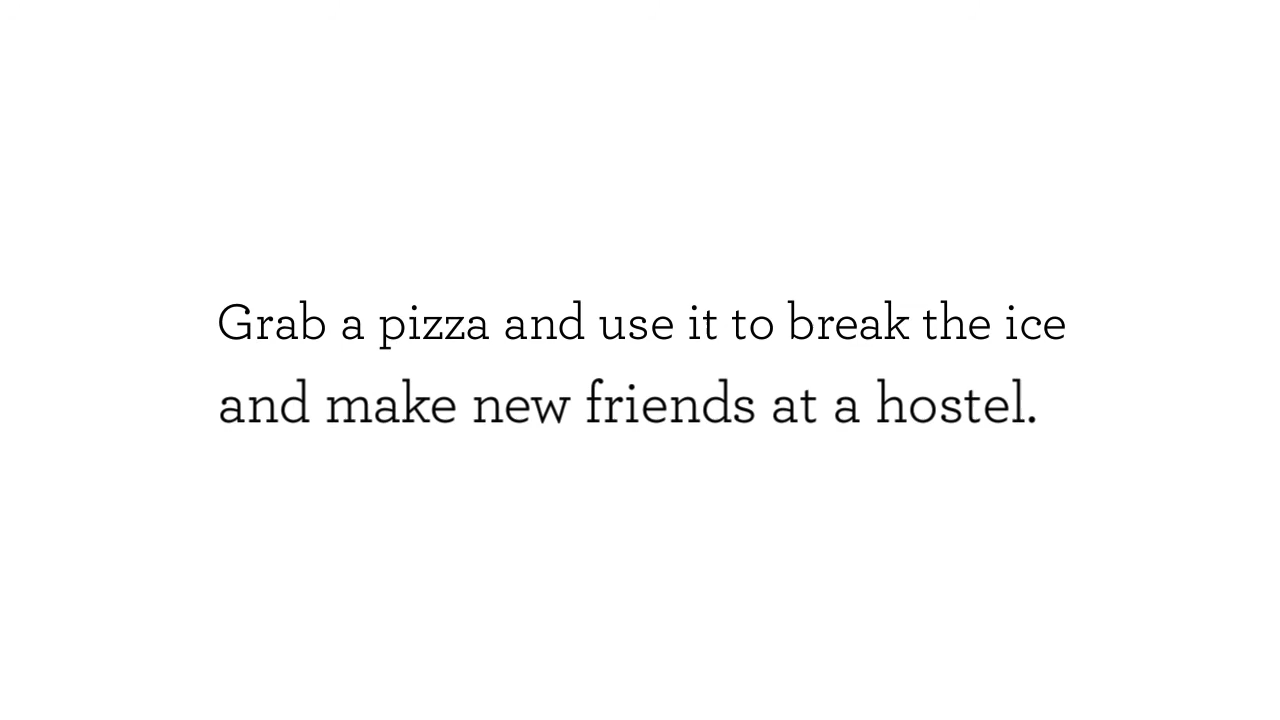 Grab a pizza and use it to break the ice
and make new friends at a hostel.